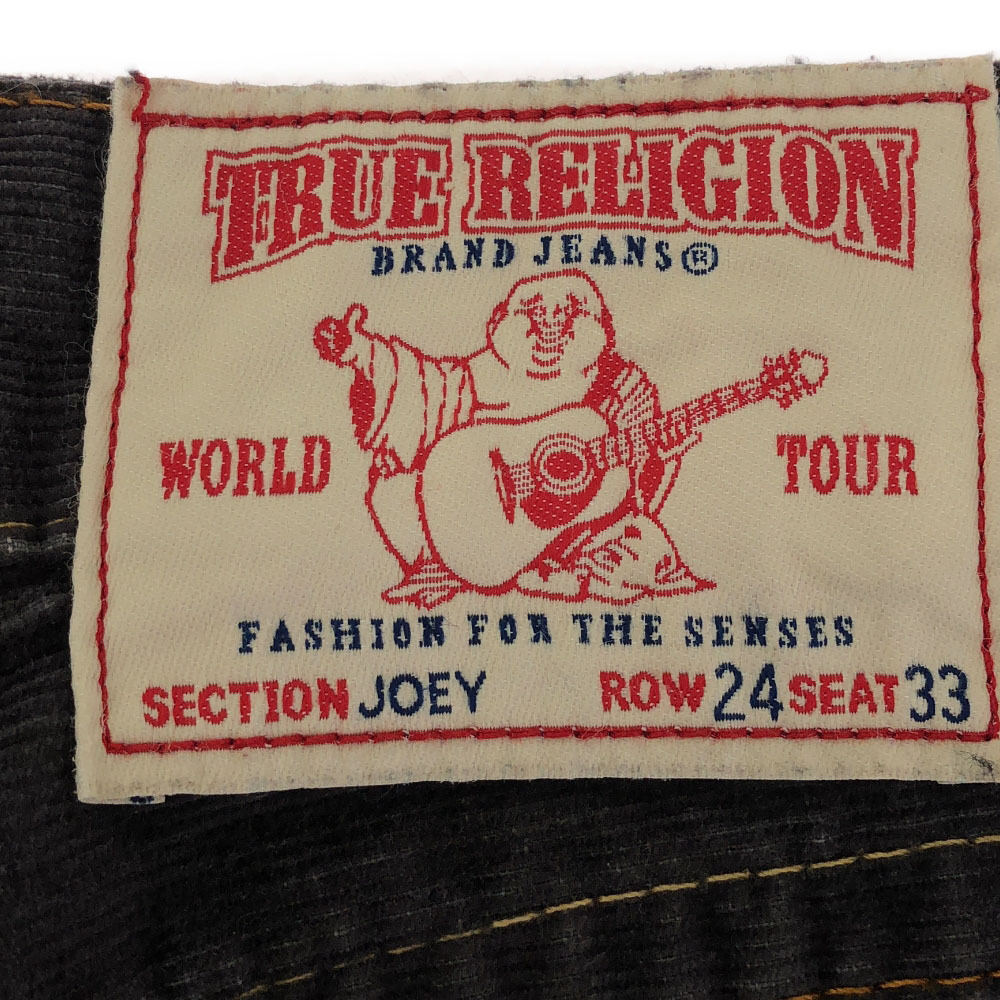 TRUE RELIGION
BRAND JEANS®
WORLD TOUR
FASHION FOR THE SENSES
SECTION JOEY ROW 24 SEAT 33